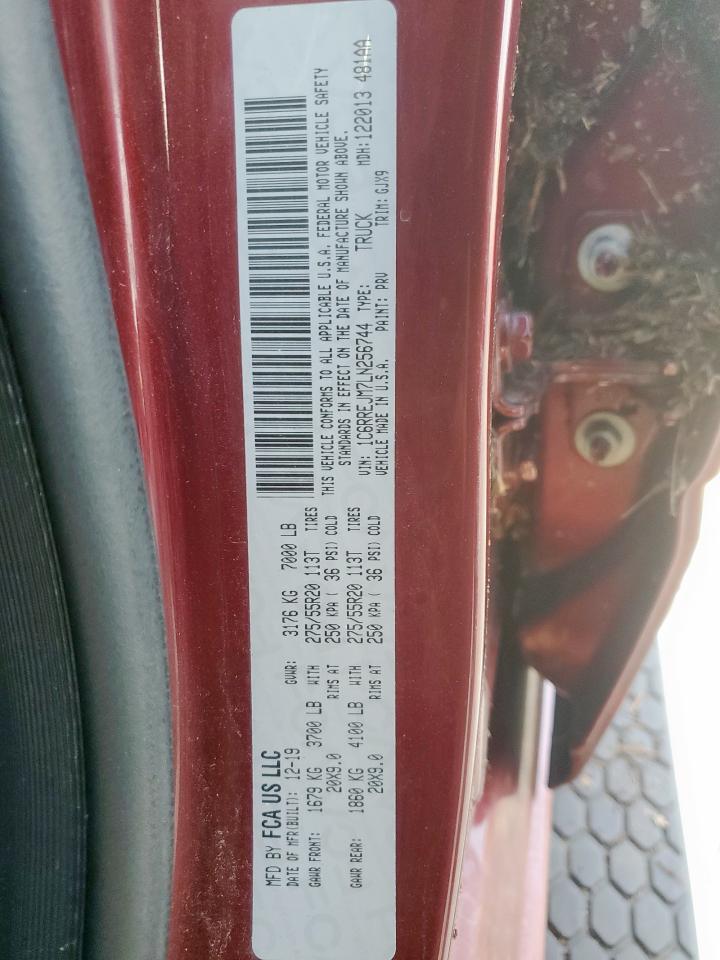 MFD BY FCA US LLC
DATE OF MFR(BUILT): 12-19 GVWR: 3176 KG 7000 LB
GAWR FRONT: 1679 KG 3700 LB WITH 275/55R20 113T TIRES
20X9.0 RIMS AT 250 KPA ( 36 PSI) COLD
GAWR REAR: 1860 KG 4100 LB WITH 275/55R20 113T TIRES
20X9.0 RIMS AT 250 KPA ( 36 PSI) COLD
THIS VEHICLE CONFORMS TO ALL APPLICABLE U.S.A. FEDERAL MOTOR VEHICLE SAFETY
STANDARDS IN EFFECT ON THE DATE OF MANUFACTURE SHOWN ABOVE.
VIN: 1C6RREJM7LN256744 TYPE: TRUCK MDH: 122013 481AA
VEHICLE MADE IN U.S.A. PAINT: PRV TRIM: GJX9